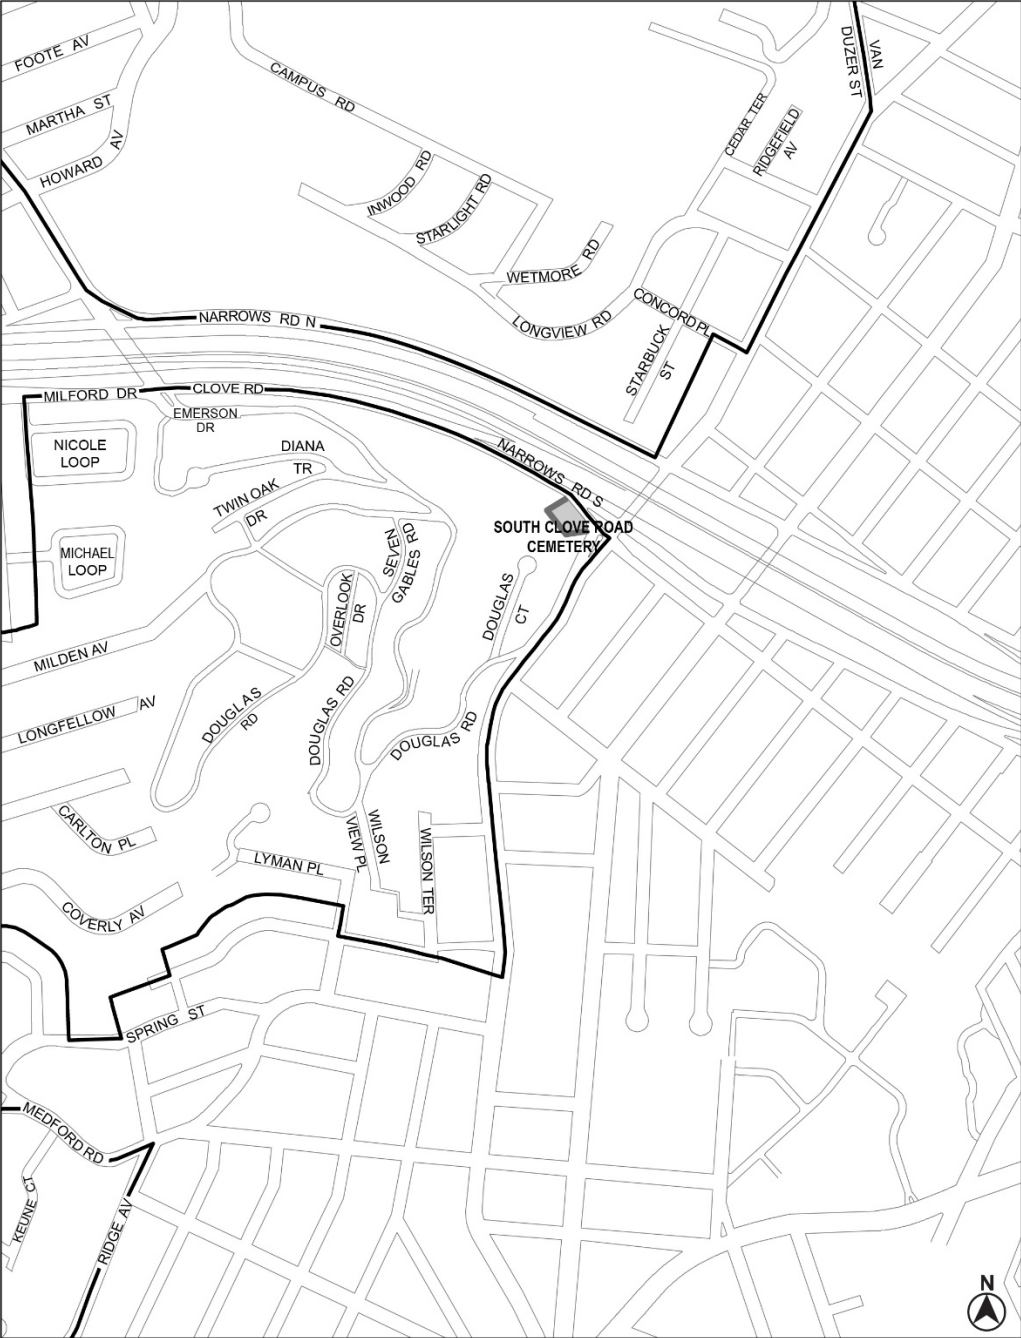 FOOTE AV
MARTHA ST
HOWARD AV
CAMPUS RD
INWOOD RD
STARLIGHT RD
WETMORE RD
LONGVIEW RD
CEDAR TER
RIDGEFIELD
AV
VAN
DUZER ST
CONCORD PL
STARBUCK
ST
NARROWS RD N
MILFORD DR
CLOVE RD
EMERSON
DR
NICOLE
LOOP
DIANA
TR
TWIN OAK
DR
NARROWS RD S
SOUTH CLOVE ROAD
CEMETERY
MICHAEL
LOOP
SEVEN
GABLES RD
OVERLOOK
DR
DOUGLAS
CT
MILDEN AV
LONGFELLOW AV
DOUGLAS
RD
DOUGLAS RD
DOUGLAS RD
CARLTON PL
WILSON
VIEW PL
WILSON TER
LYMAN PL
COVERLY AV
SPRING ST
MEDFORD RD
KEUNE CT
RIDGE AV
N